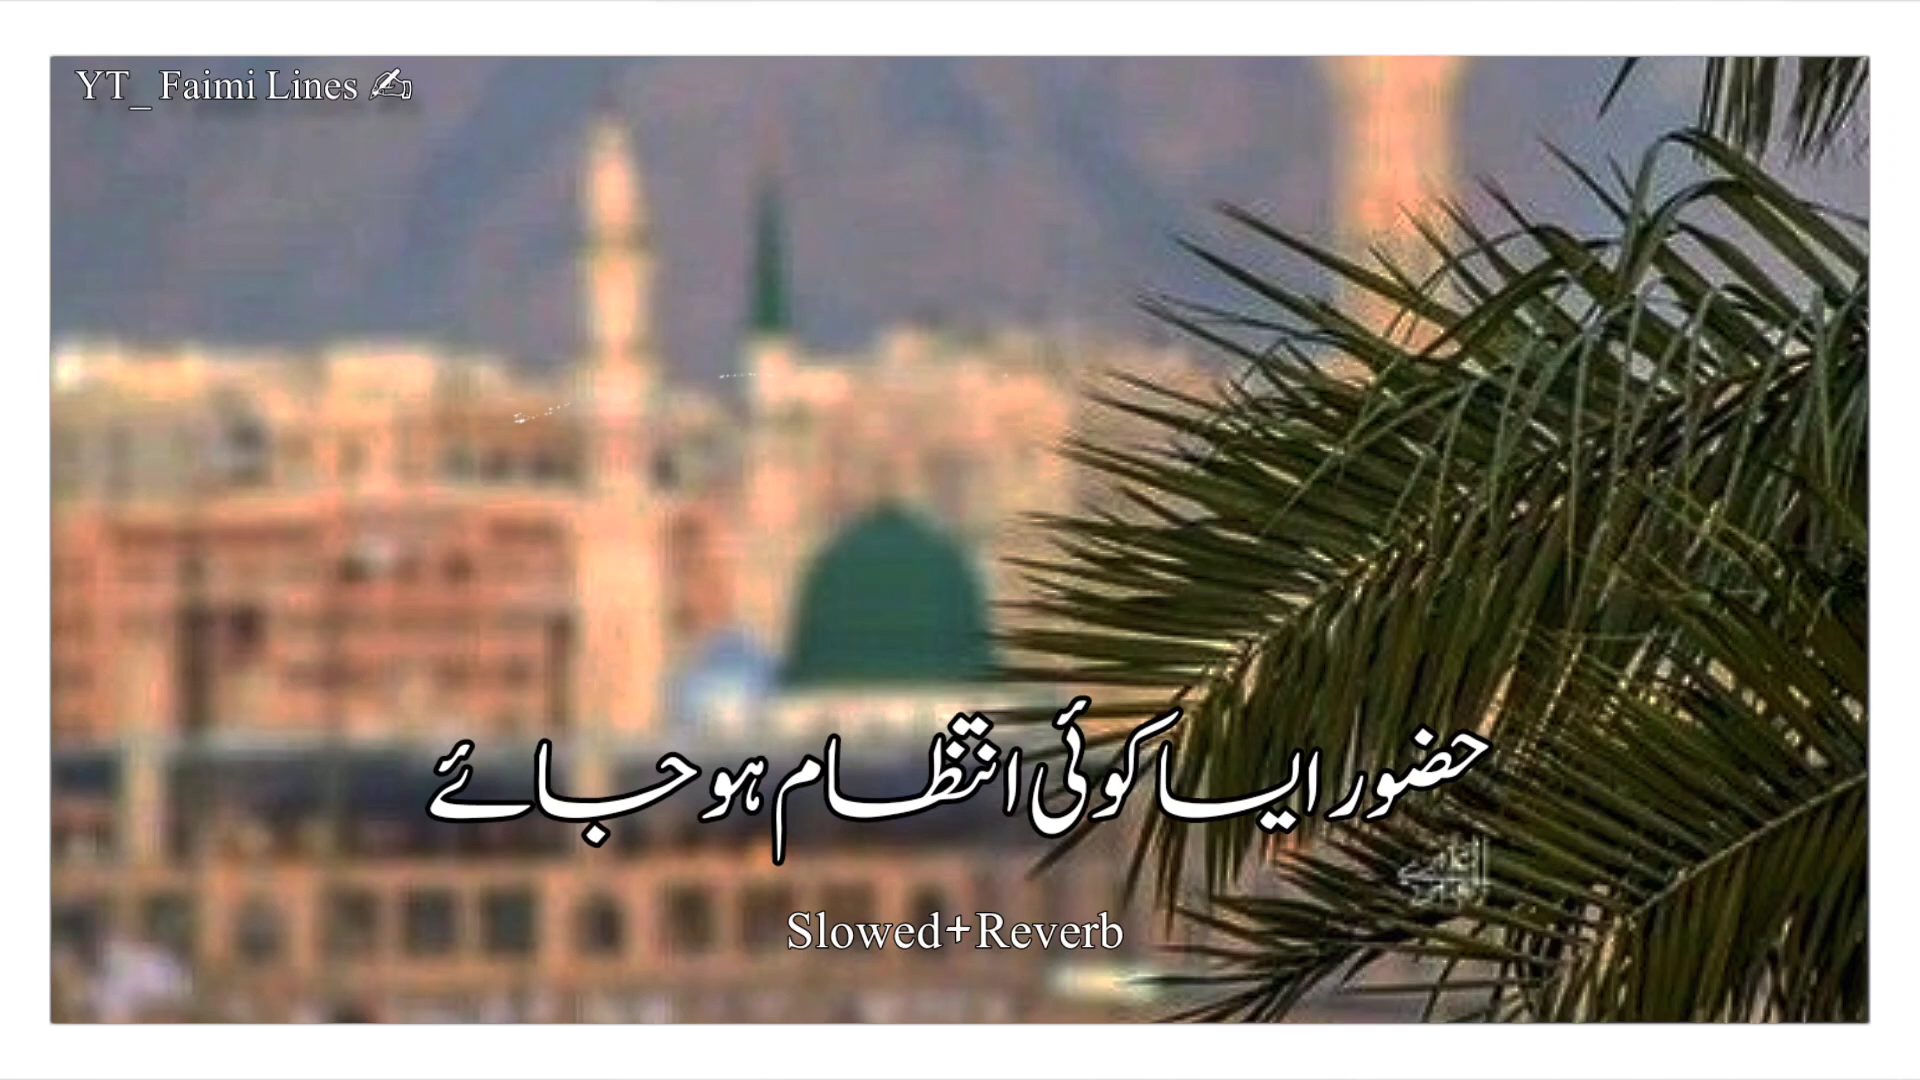 YT_ Faimi Lines ✍
حضور ایسا کوئی انتظام ہو جائے
Slowed+Reverb